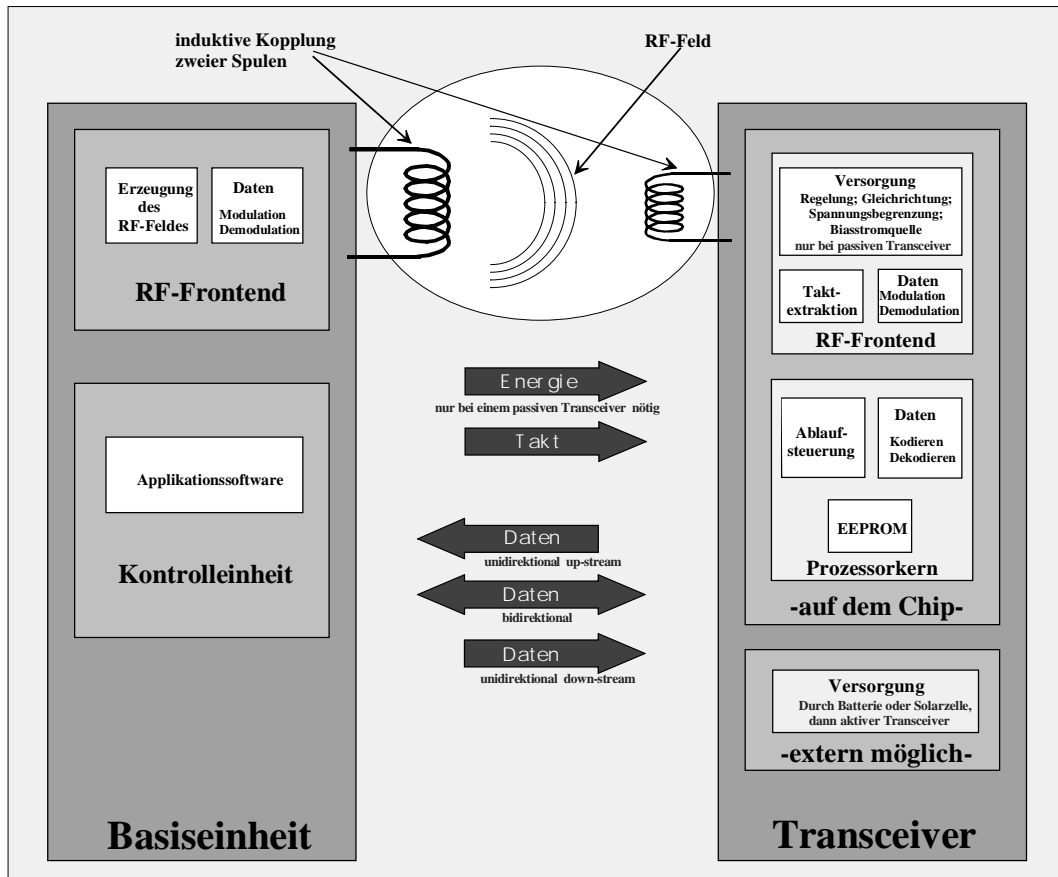 induktive Kopplung
zweier Spulen
RF-Feld
Erzeugung
des
RF-Feldes
Daten
Modulation
Demodulation
RF-Frontend
Applikationssoftware
Kontrolleinheit
Basiseinheit
Energie
nur bei einem passiven Transceiver nötig
Takt
Daten
unidirektional up-stream
Daten
bidirektional
Daten
unidirektional down-stream
Versorgung
Regelung; Gleichrichtung;
Spannungsbegrenzung;
Biasstromquelle
nur bei passiven Transceiver
Takt-
extraktion
Daten
Modulation
Demodulation
RF-Frontend
Ablauf-
steuerung
Daten
Kodieren
Dekodieren
EEPROM
Prozessorkern
-auf dem Chip-
Versorgung
Durch Batterie oder Solarzelle,
dann aktiver Transceiver
-extern möglich-
Transceiver